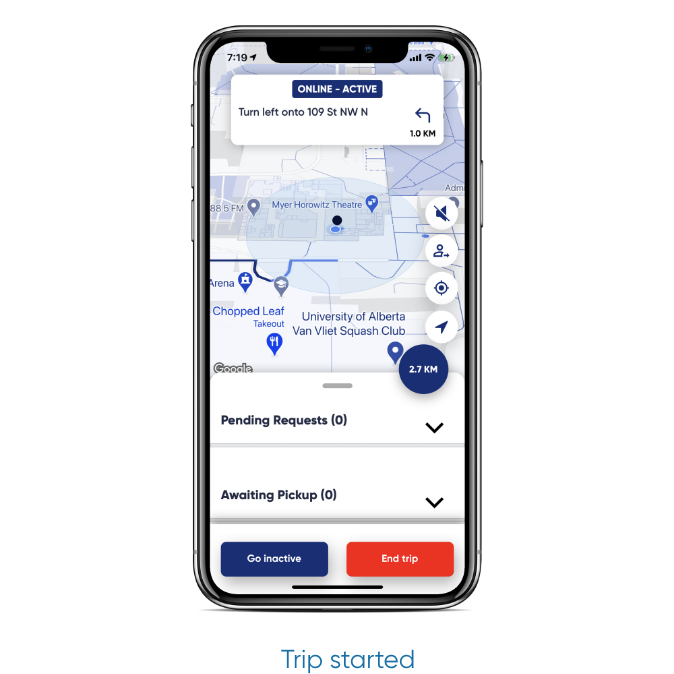 7:19
ONLINE - ACTIVE
Turn left onto 109 St NW N
1.0 KM
Admi
88.5 FM
Myer Horowitz Theatre
Arena
Chopped Leaf
Takeout
University of Alberta
Van Vliet Squash Club
Google
2.7 KM
Pending Requests (0)
Awaiting Pickup (0)
Go inactive
End trip
Trip started